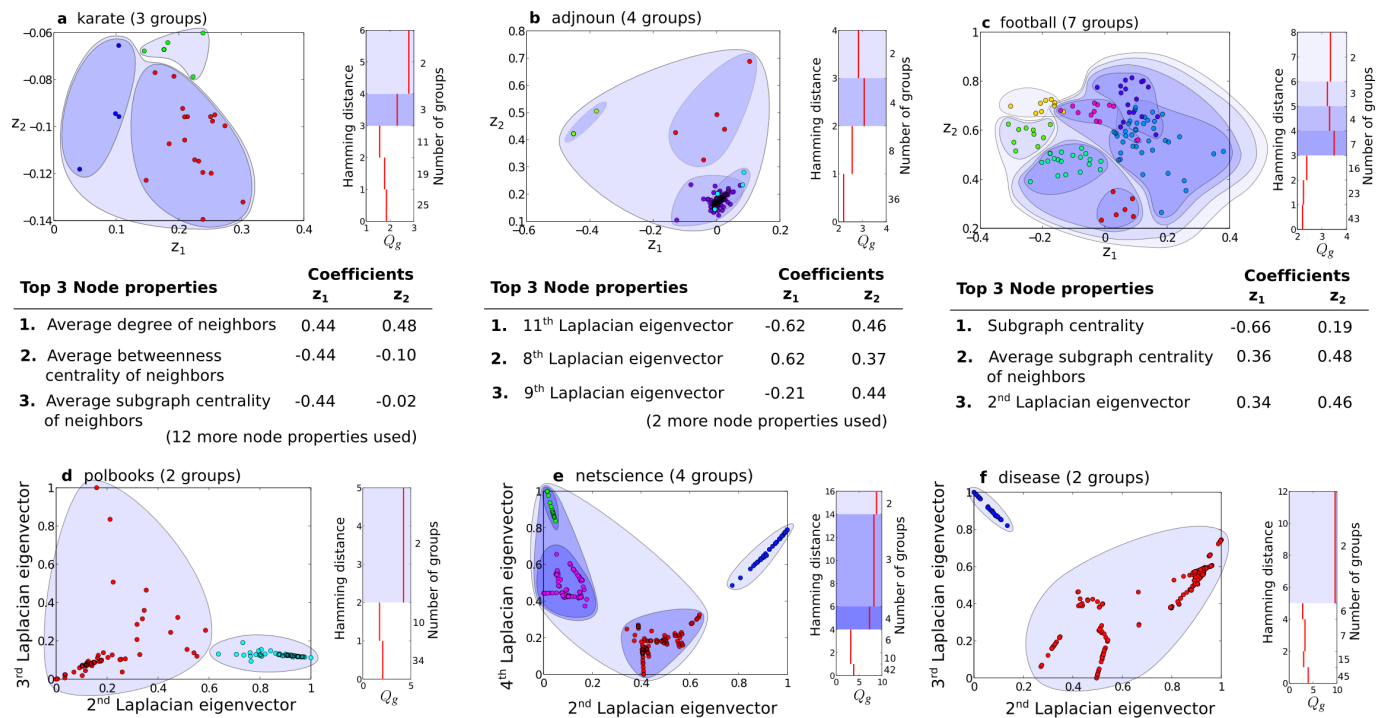 a karate (3 groups)
−0.06
−0.08
−0.1
−0.12
−0.14
z2
0 0.1 0.2 0.3 0.4
z1
Hamming distance
6
5
4
3
2
1
0
2
3
11
19
25
Number of groups
1 2 3 4
Qg
b adjnoun (4 groups)
0.8
0.7
0.6
0.5
0.4
0.3
0.2
0.1
z2
−0.6 −0.4 −0.2 0 0.2
z1
Hamming distance
4
3
2
1
0
2
4
8
36
Number of groups
2 3 4
Qg
c football (7 groups)
1
0.8
0.6
0.4
0.2
z2
−0.4 −0.2 0 0.2 0.4
z1
Hamming distance
8
7
6
5
4
3
2
1
0
2
3
5
7
16
23
43
Number of groups
2 3 4
Qg
Top 3 Node properties Coefficients
z1 z2
1. Average degree of neighbors 0.44 0.48
2. Average betweenness -0.44 -0.10
centrality of neighbors
3. Average subgraph centrality -0.44 -0.02
of neighbors
(12 more node properties used)
Top 3 Node properties Coefficients
z1 z2
1. 11th Laplacian eigenvector -0.62 0.46
2. 8th Laplacian eigenvector 0.62 0.37
3. 9th Laplacian eigenvector -0.21 0.44
(2 more node properties used)
Top 3 Node properties Coefficients
z1 z2
1. Subgraph centrality -0.66 0.19
2. Average subgraph centrality 0.36 0.48
of neighbors
3. 2nd Laplacian eigenvector 0.34 0.46
d polbooks (2 groups)
3rd Laplacian eigenvector
1
0.8
0.6
0.4
0.2
0
0 0.2 0.4 0.6 0.8 1
2nd Laplacian eigenvector
Hamming distance
5
4
3
2
1
0
2
10
34
Number of groups
0 5
Qg
e netscience (4 groups)
4th Laplacian eigenvector
1
0.8
0.6
0.4
0.2
0
0 0.2 0.4 0.6 0.8 1
2nd Laplacian eigenvector
Hamming distance
16
14
12
10
8
6
4
2
0
2
3
4
10
42
Number of groups
0 5 10
Qg
f disease (2 groups)
3rd Laplacian eigenvector
1
0.8
0.6
0.4
0.2
0
0 0.2 0.4 0.6 0.8 1
2nd Laplacian eigenvector
Hamming distance
12
10
8
6
4
2
0
2
6
7
15
45
Number of groups
0 5 10
Qg